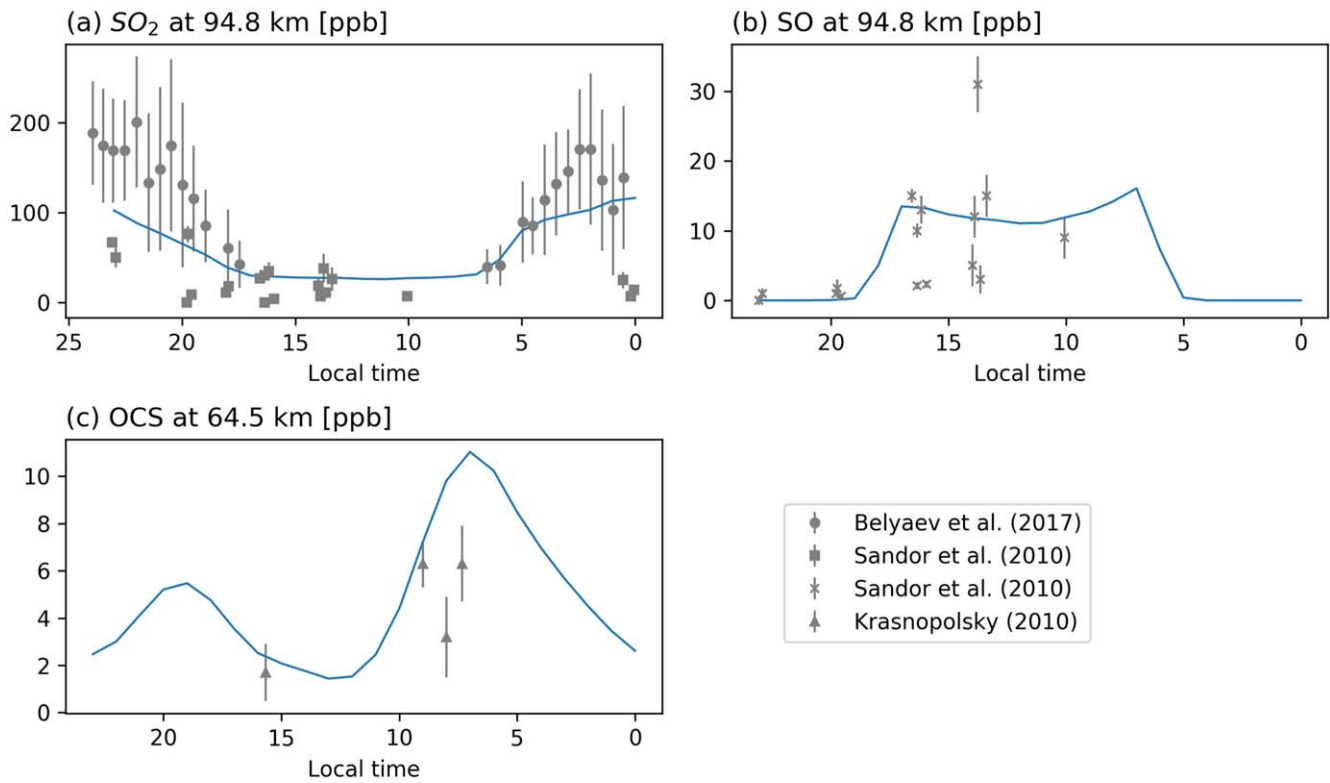 (a) SO₂ at 94.8 km [ppb]
200
100
0
25 20 15 10 5 0
Local time
(b) SO at 94.8 km [ppb]
30
20
10
0
20 15 10 5 0
Local time
(c) OCS at 64.5 km [ppb]
10
8
6
4
2
0
20 15 10 5 0
Local time
Belyaev et al. (2017)
Sandor et al. (2010)
Sandor et al. (2010)
Krasnopolsky (2010)